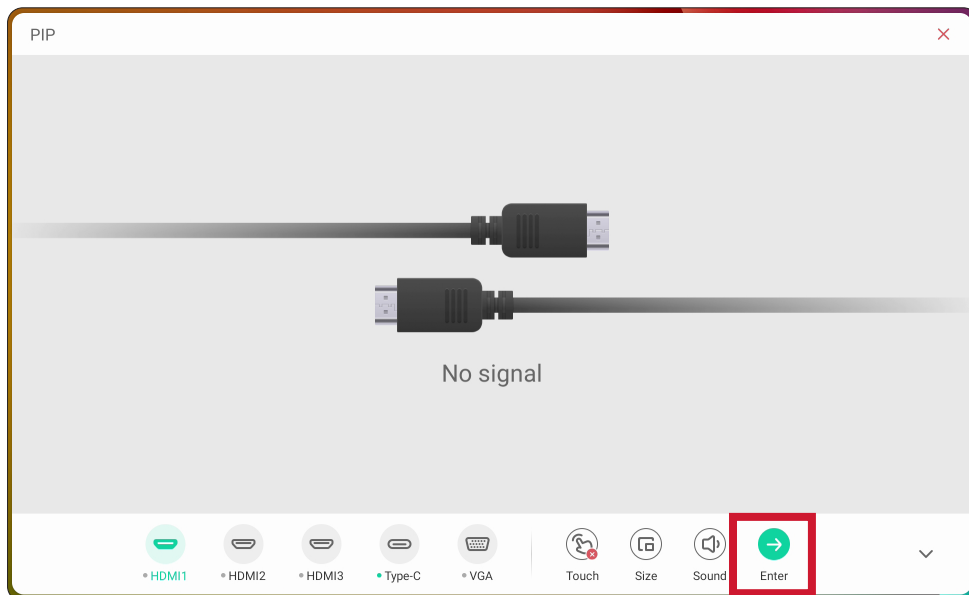 PIP
No signal
HDMI1
HDMI2
HDMI3
Type-C
VGA
Touch
Size
Sound
Enter